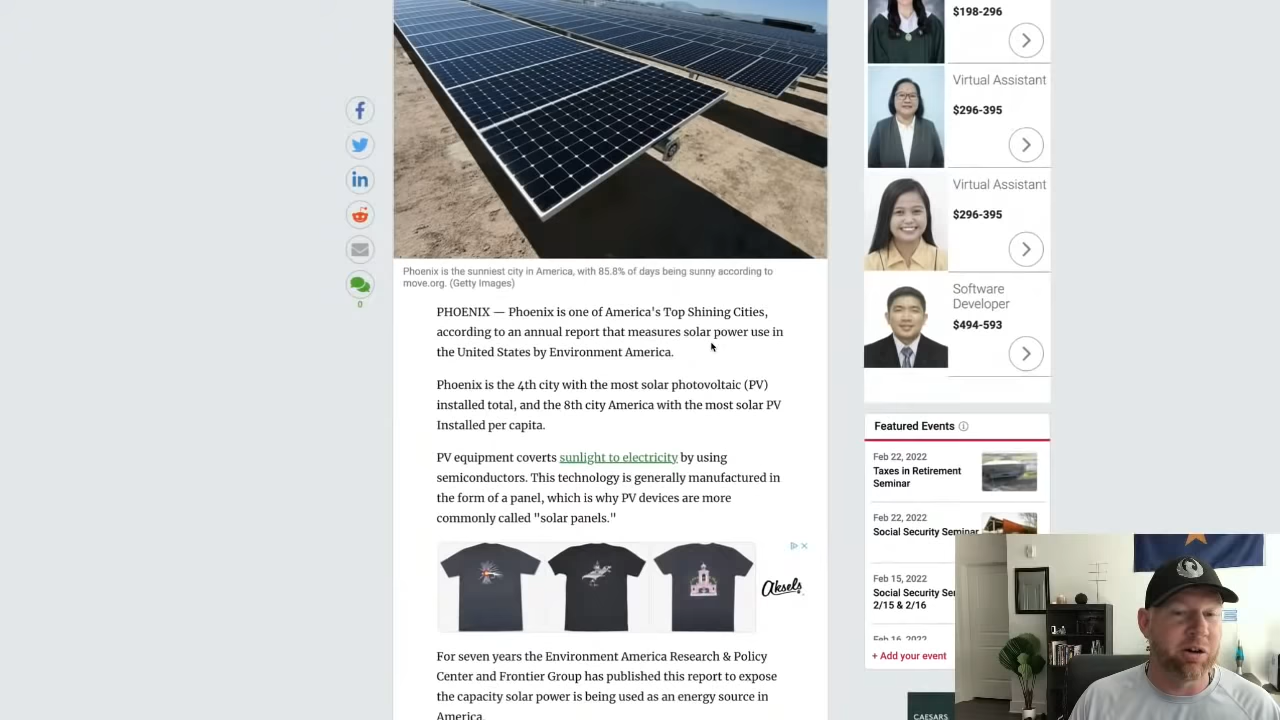 $198-296
Virtual Assistant
$296-395
Virtual Assistant
$296-395
Software
Developer
$494-593
0
Phoenix is the sunniest city in America, with 85.8% of days being sunny according to
move.org. (Getty Images)
PHOENIX — Phoenix is one of America's Top Shining Cities,
according to an annual report that measures solar power use in
the United States by Environment America.
Phoenix is the 4th city with the most solar photovoltaic (PV)
installed total, and the 8th city America with the most solar PV
Installed per capita.
PV equipment coverts sunlight to electricity by using
semiconductors. This technology is generally manufactured in
the form of a panel, which is why PV devices are more
commonly called "solar panels."
Aksels
For seven years the Environment America Research & Policy
Center and Frontier Group has published this report to expose
the capacity solar power is being used as an energy source in
America.
Featured Events
Feb 22, 2022
Taxes in Retirement
Seminar
Feb 22, 2022
Social Security Seminar
Feb 15, 2022
Social Security
2/15 & 2/16
Feb 16, 2022
+ Add your event
CAESARS